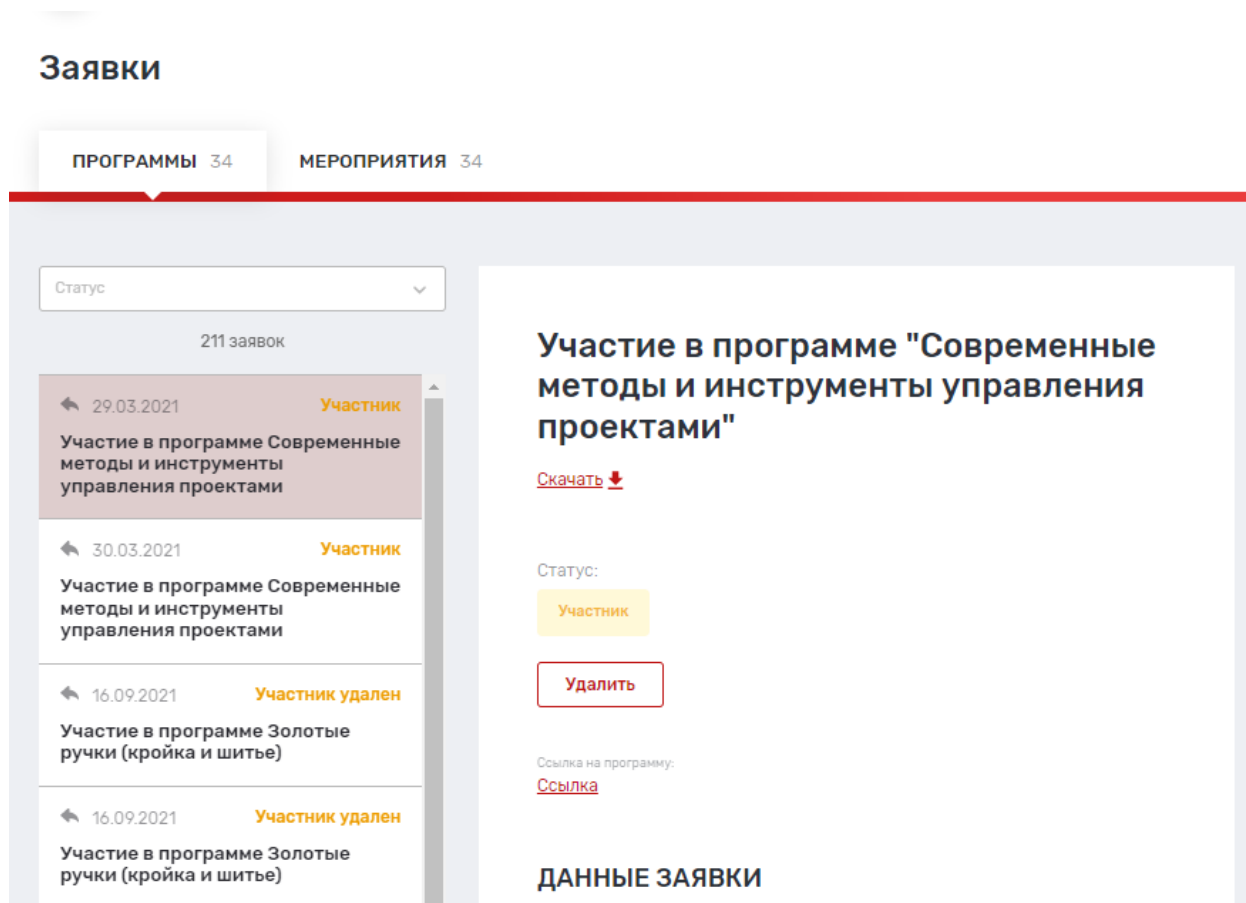 Заявки
ПРОГРАММЫ 34 МЕРОПРИЯТИЯ 34
Статус
211 заявок
29.03.2021 Участник
Участие в программе Современные
методы и инструменты
управления проектами
30.03.2021 Участник
Участие в программе Современные
методы и инструменты
управления проектами
16.09.2021 Участник удален
Участие в программе Золотые
ручки (кройка и шитье)
16.09.2021 Участник удален
Участие в программе Золотые
ручки (кройка и шитье)
Участие в программе "Современные
методы и инструменты управления
проектами"
Скачать
Статус:
Участник
Удалить
Ссылка на программу:
Ссылка
ДАННЫЕ ЗАЯВКИ